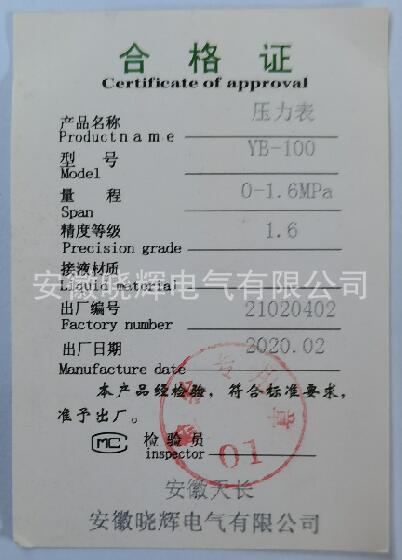 合格证
Certificate of approval
产品名称 压力表
Productname
型号 YB-100
Model
量程 0-1.6MPa
Span
精度等级 1.6
Precision grade
接液材质
Liquid material
安徽晓辉电气有限公司
出厂编号 21020402
Factory number
出厂日期 2020.02
Manufacture date
本产品经检验，符合标准要求，
准予出厂。
MC 检验员
inspector
01
安徽天长
安徽晓辉电气有限公司